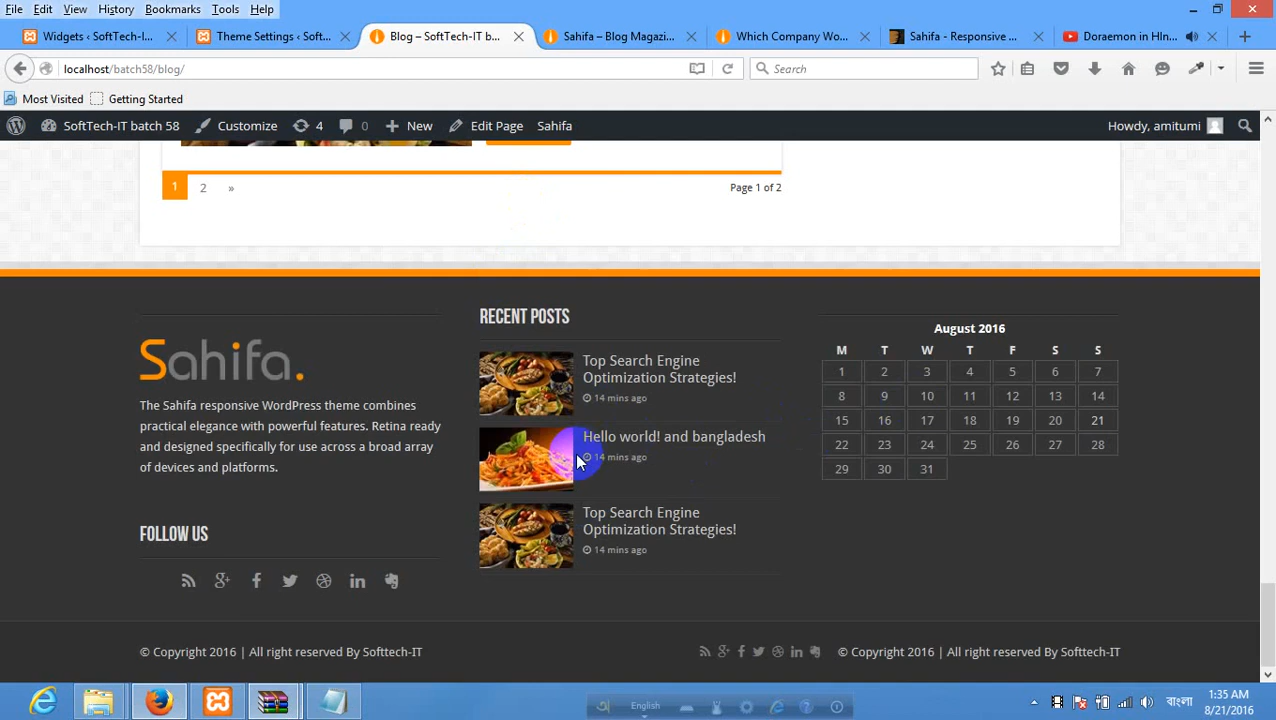 File Edit View History Bookmarks Tools Help
Widgets ‹ SoftTech-I... Theme Settings ‹ Soft... Blog – SoftTech-IT b... Sahifa – Blog Magazi... Which Company Wo... Sahifa - Responsive ... Doraemon in HIn...
localhost/batch58/blog/ Search
Most Visited Getting Started
SoftTech-IT batch 58 Customize 4 0 New Edit Page Sahifa Howdy, amitumi
1 2 » Page 1 of 2
Sahifa.
The Sahifa responsive WordPress theme combines
practical elegance with powerful features. Retina ready
and designed specifically for use across a broad array
of devices and platforms.
FOLLOW US
RECENT POSTS
Top Search Engine
Optimization Strategies!
14 mins ago
Hello world! and bangladesh
14 mins ago
Top Search Engine
Optimization Strategies!
14 mins ago
August 2016
M T W T F S S
1 2 3 4 5 6 7
8 9 10 11 12 13 14
15 16 17 18 19 20 21
22 23 24 25 26 27 28
29 30 31
© Copyright 2016 | All right reserved By Softtech-IT © Copyright 2016 | All right reserved By Softtech-IT
English
বাংলা
1:35 AM
8/21/2016